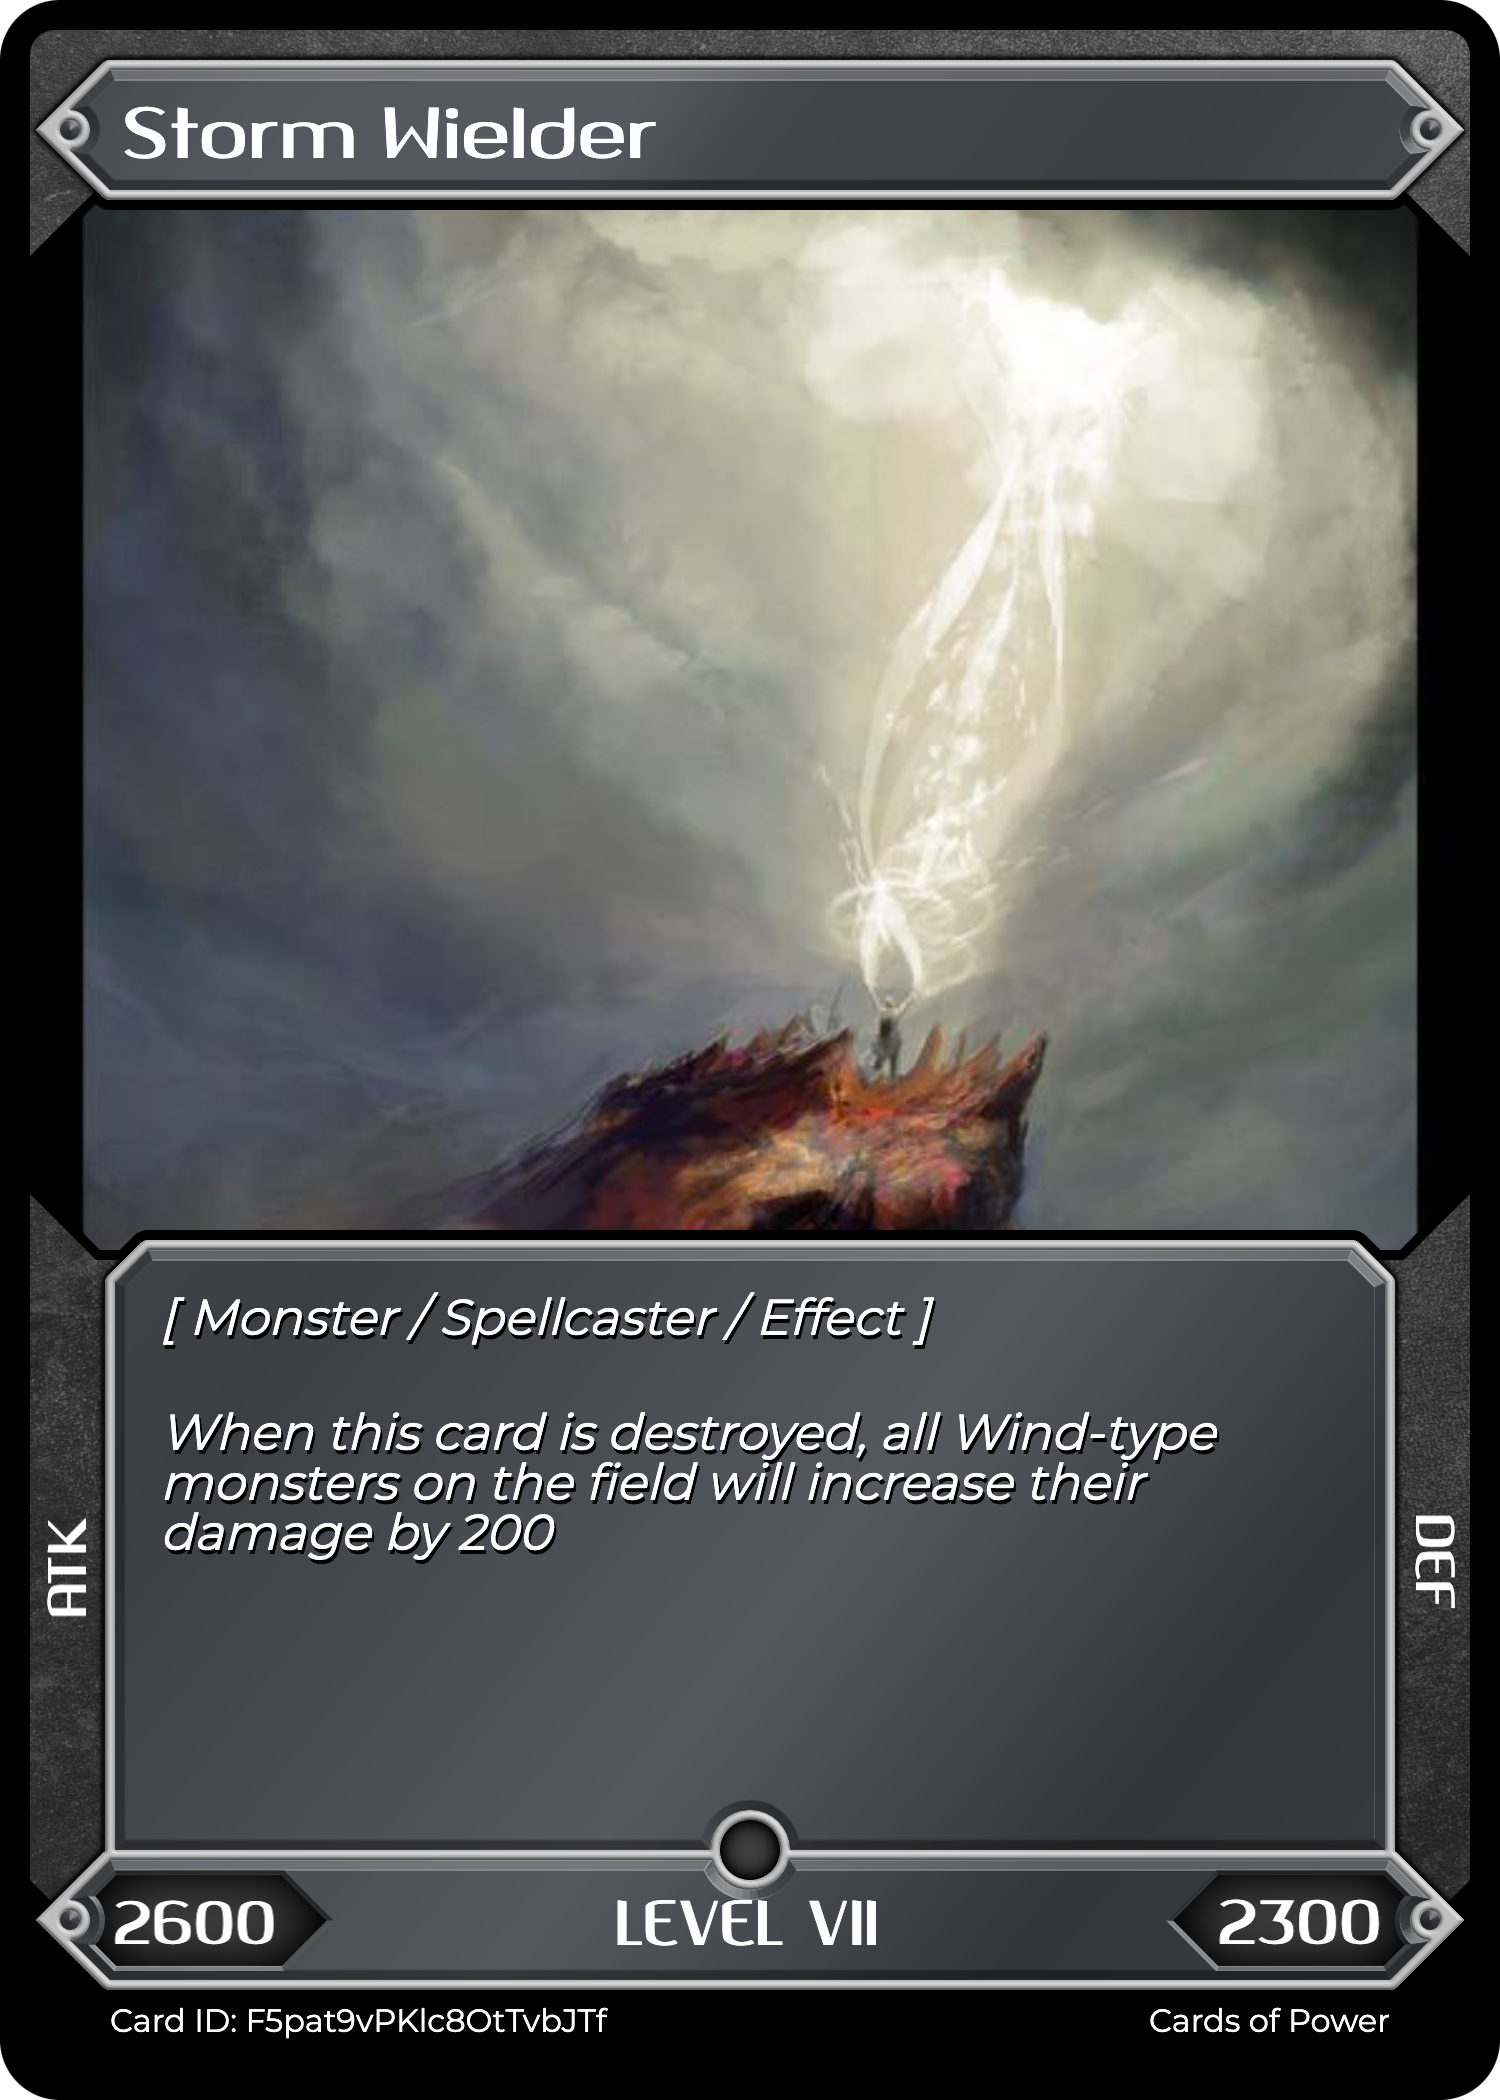 Storm Wielder
[ Monster / Spellcaster / Effect ]
When this card is destroyed, all Wind-type
monsters on the field will increase their
damage by 200
ATK
DEF
2600
LEVEL VII
2300
Card ID: F5pat9vPKlc8OtTvbJTf
Cards of Power